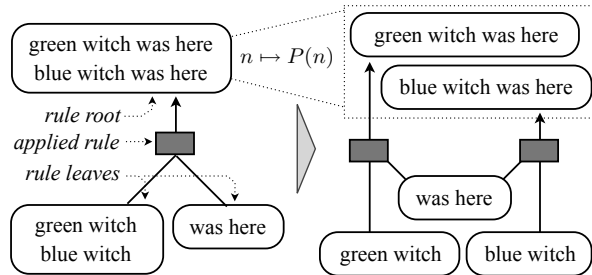 green witch was here
blue witch was here
rule root
applied rule
rule leaves
green witch
blue witch
was here
n ↦ P(n)
green witch was here
blue witch was here
was here
green witch
blue witch